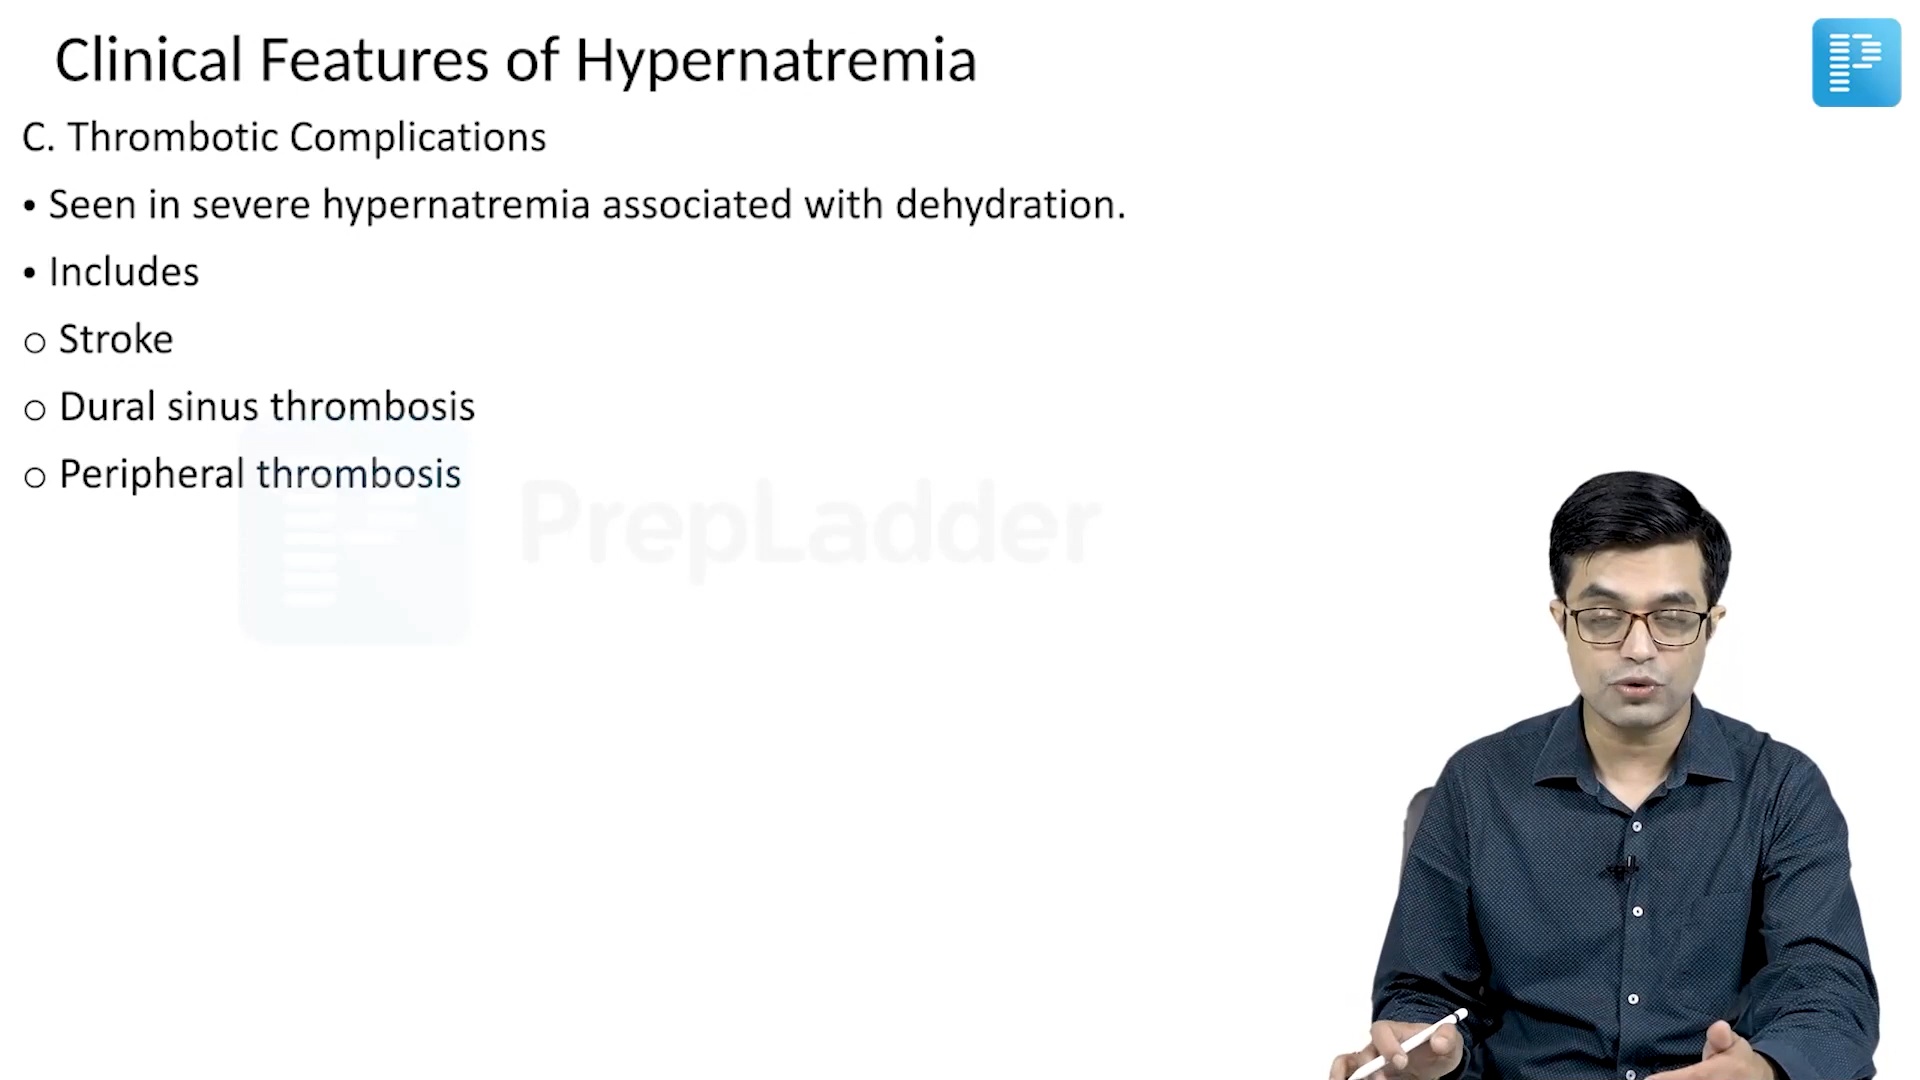 Clinical Features of Hypernatremia
C. Thrombotic Complications
• Seen in severe hypernatremia associated with dehydration.
• Includes
o Stroke
o Dural sinus thrombosis
o Peripheral thrombosis
PrepLadder